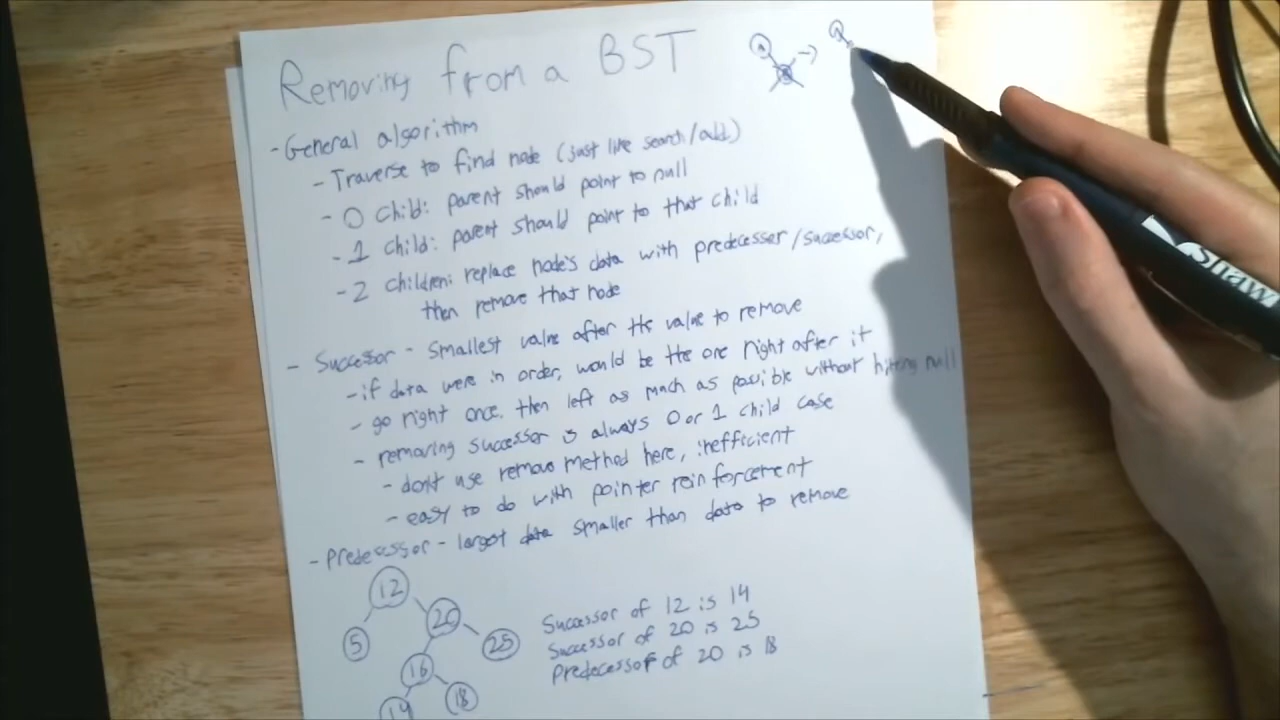 Removing from a BST
- General algorithm
- Traverse to find node (just like search/add)
- 0 child: parent should point to null
- 1 child: parent should point to that child
- 2 children: replace node's data with predecesser/successor,
then remove that node
- Successor - smallest value after the value to remove
- if data were in order, would be the one right after it
- go right once, then left as much as possible without hitting null
- removing successor is always 0 or 1 child case
- don't use remove method here, inefficient
- easy to do with pointer reinforcement
- Predecessor - largest data smaller than data to remove
12
5 20 25
16
14 18
Successor of 12 is 14
Successor of 20 is 25
Predecessor of 20 is 18
Shaw